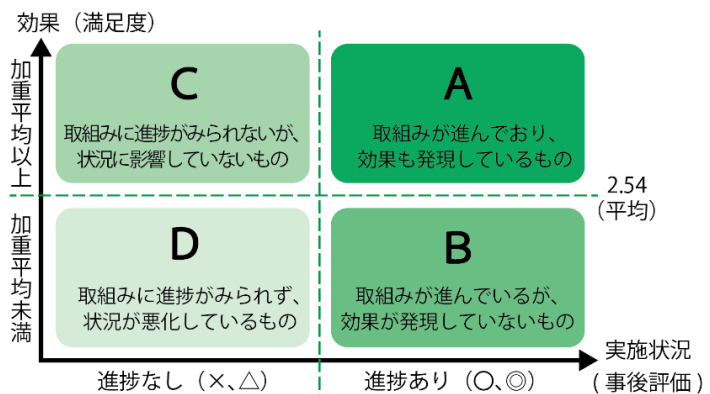 効果（満足度）
加重平均以上
C
取組みに進捗がみられないが、
状況に影響していないもの
A
取組みが進んでおり、
効果も発現しているもの
2.54
（平均）
加重平均未満
D
取組みに進捗がみられず、
状況が悪化しているもの
B
取組みが進んでいるが、
効果が発現していないもの
実施状況
(事後評価)
進捗なし（×、△）
進捗あり（〇、◎）